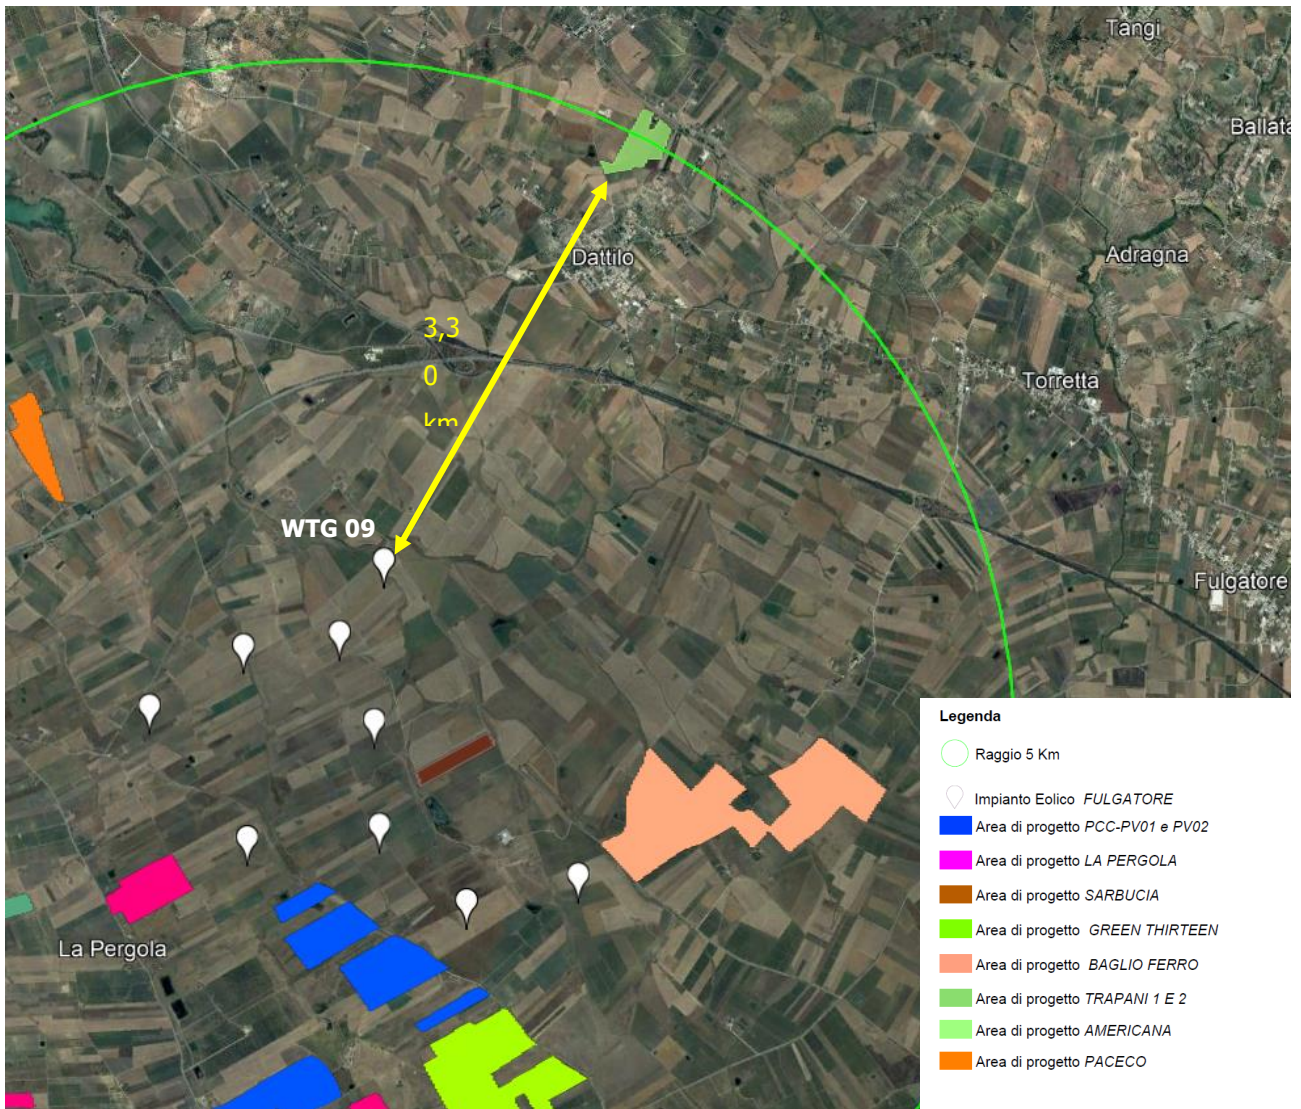 Tangi
Ballata
Adragna
Dattilo
3,3
0
km
Torretta
WTG 09
Fulgatore
La Pergola
Legenda
Raggio 5 Km
Impianto Eolico FULGATORE
Area di progetto PCC-PV01 e PV02
Area di progetto LA PERGOLA
Area di progetto SARBUCIA
Area di progetto GREEN THIRTEEN
Area di progetto BAGLIO FERRO
Area di progetto TRAPANI 1 E 2
Area di progetto AMERICANA
Area di progetto PACECO